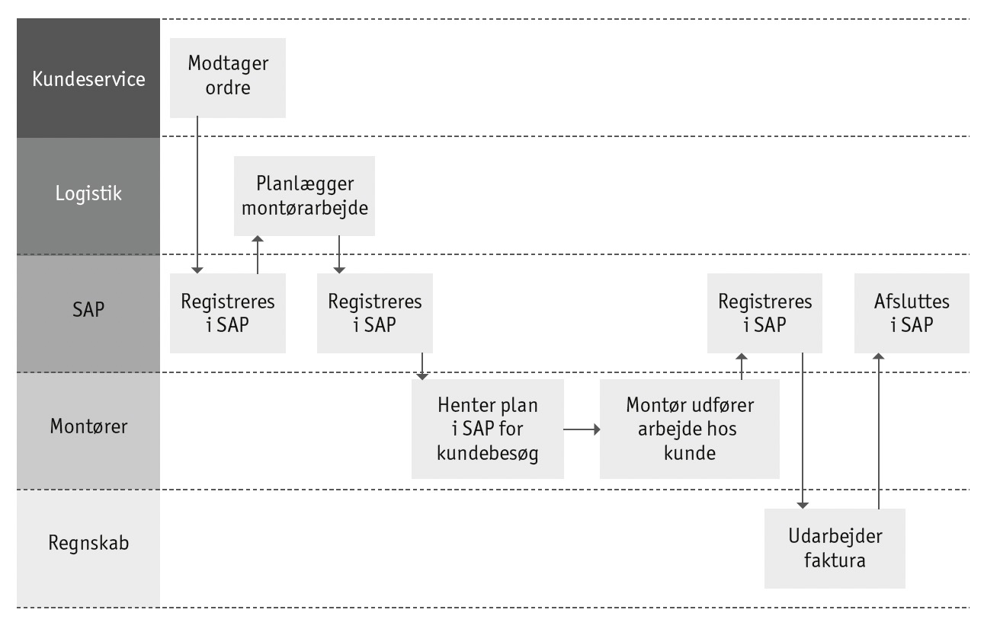 Kundeservice
Modtager
ordre
Logistik
Planlægger
montørarbejde
SAP
Registreres
i SAP
Registreres
i SAP
Registreres
i SAP
Afsluttes
i SAP
Montører
Henter plan
i SAP for
kundebesøg
Montør udfører
arbejde hos
kunde
Regnskab
Udarbejder
faktura